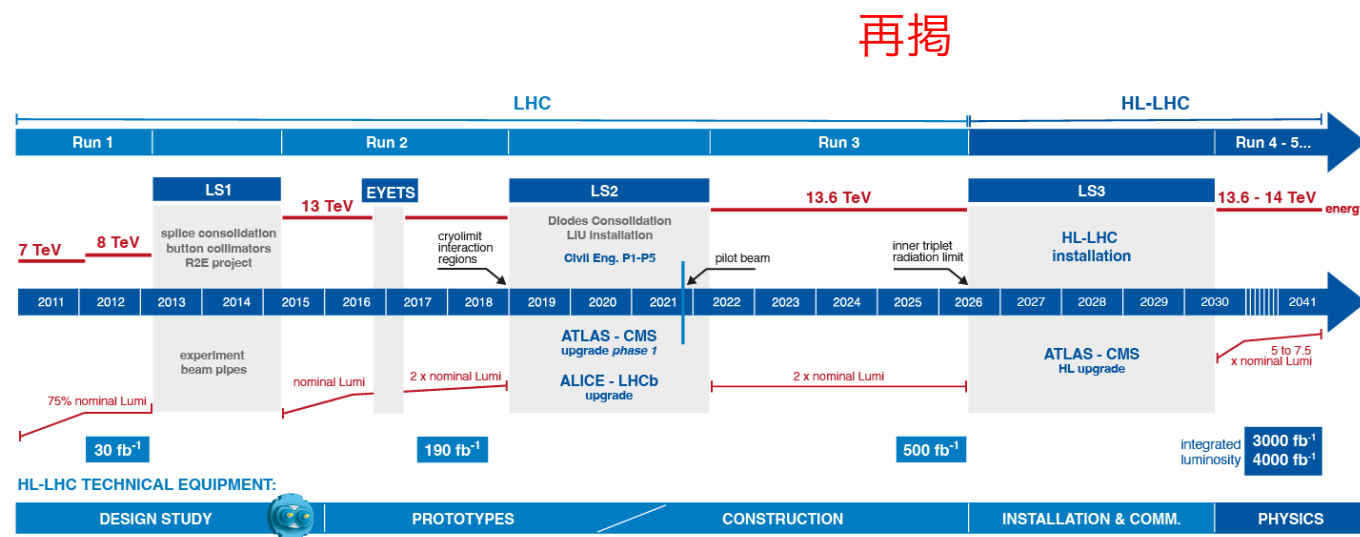 再掲
LHC
HL-LHC
Run 1
Run 2
Run 3
Run 4 - 5...
LS1
EYETS
LS2
LS3
13 TeV
13.6 TeV
13.6 - 14 TeV
energy
7 TeV
8 TeV
splice consolidation
button collimators
R2E project
cryolimit
interaction
regions
Diodes Consolidation
LIU Installation
Civil Eng. P1-P5
pilot beam
inner triplet
radiation limit
HL-LHC
installation
2011
2012
2013
2014
2015
2016
2017
2018
2019
2020
2021
2022
2023
2024
2025
2026
2027
2028
2029
2030
2041
experiment
beam pipes
ATLAS - CMS
upgrade phase 1
ALICE - LHCb
upgrade
ATLAS - CMS
HL upgrade
5 to 7.5
x nominal Lumi
75% nominal Lumi
nominal Lumi
2 x nominal Lumi
2 x nominal Lumi
30 fb⁻¹
190 fb⁻¹
500 fb⁻¹
integrated
luminosity
3000 fb⁻¹
4000 fb⁻¹
HL-LHC TECHNICAL EQUIPMENT:
DESIGN STUDY
PROTOTYPES
CONSTRUCTION
INSTALLATION & COMM.
PHYSICS